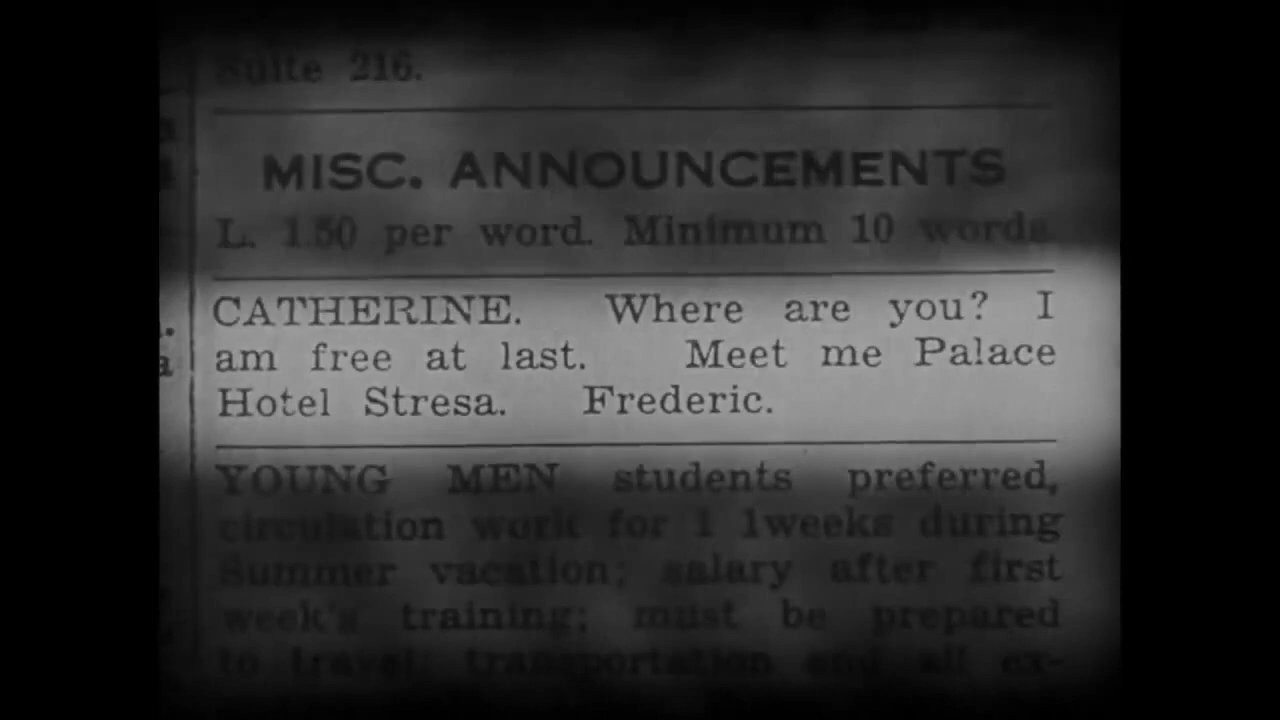 Suite 216.
MISC. ANNOUNCEMENTS
L. 1.50 per word. Minimum 10 words
CATHERINE. Where are you? I
am free at last. Meet me Palace
Hotel Stresa. Frederic.
YOUNG MEN students preferred,
circulation work for 1 1weeks during
Summer vacation; salary after first
week's training; must be prepared
to travel; transportation and all ex-